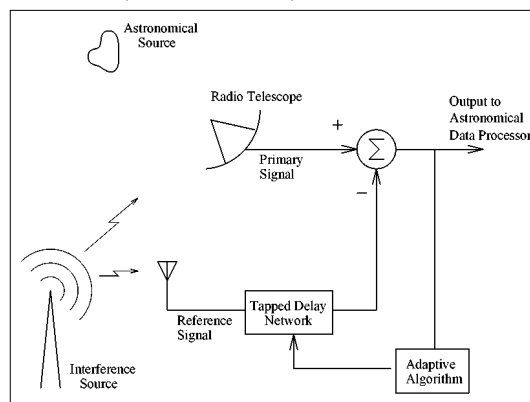 Astronomical
Source
Radio Telescope
Output to
Astronomical
Data Processor
+
Σ
Primary
Signal
−
Reference
Signal
Tapped Delay
Network
Interference
Source
Adaptive
Algorithm